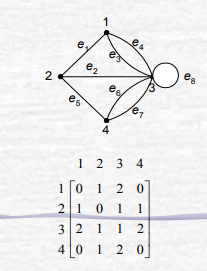 1
e₁ e₄
e₃
2 e₂ 3 e₈
e₆
e₅ e₇
4
1 2 3 4
1 0 1 2 0
2 1 0 1 1
3 2 1 1 2
4 0 1 2 0